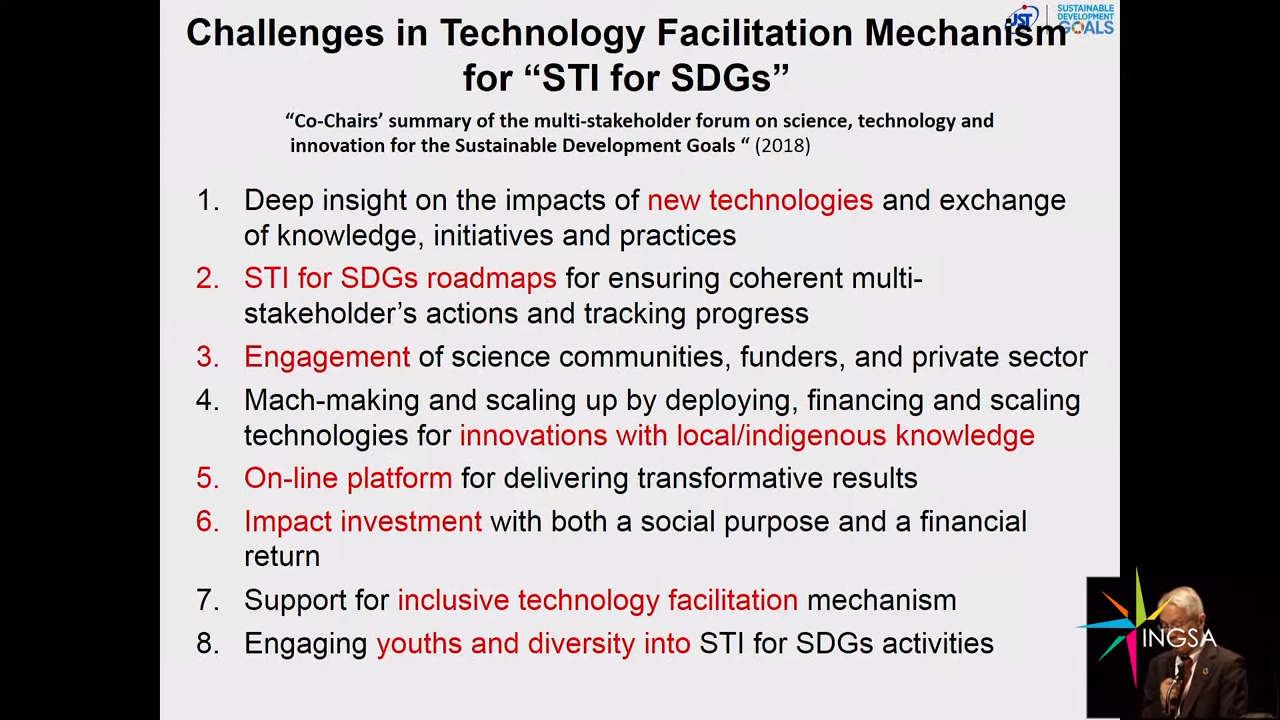 Challenges in Technology Facilitation Mechanism
for “STI for SDGs”
JST
SUSTAINABLE
DEVELOPMENT
GOALS
“Co-Chairs’ summary of the multi-stakeholder forum on science, technology and
innovation for the Sustainable Development Goals “ (2018)
1. Deep insight on the impacts of new technologies and exchange
of knowledge, initiatives and practices
2. STI for SDGs roadmaps for ensuring coherent multi-
stakeholder’s actions and tracking progress
3. Engagement of science communities, funders, and private sector
4. Mach-making and scaling up by deploying, financing and scaling
technologies for innovations with local/indigenous knowledge
5. On-line platform for delivering transformative results
6. Impact investment with both a social purpose and a financial
return
7. Support for inclusive technology facilitation mechanism
8. Engaging youths and diversity into STI for SDGs activities
INGSA